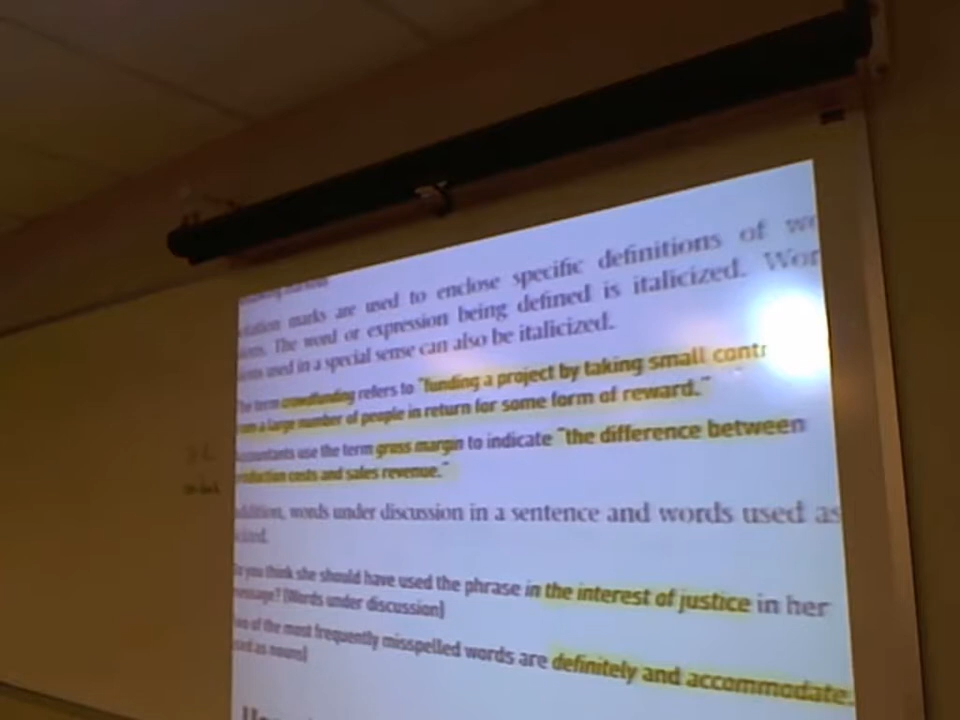 marks are used to enclose specific definitions of
The word or expression being defined is italicized.
used in a special sense can also be italicized.
term crowdfunding refers to "funding a project by taking small contr
a large number of people in return for some form of reward."
use the term gross margin to indicate "the difference between
costs and sales revenue."
words under discussion in a sentence and words used as
you think she should have used the phrase in the interest of justice in her
(Words under discussion)
of the most frequently misspelled words are definitely and accommodate.
as nouns)